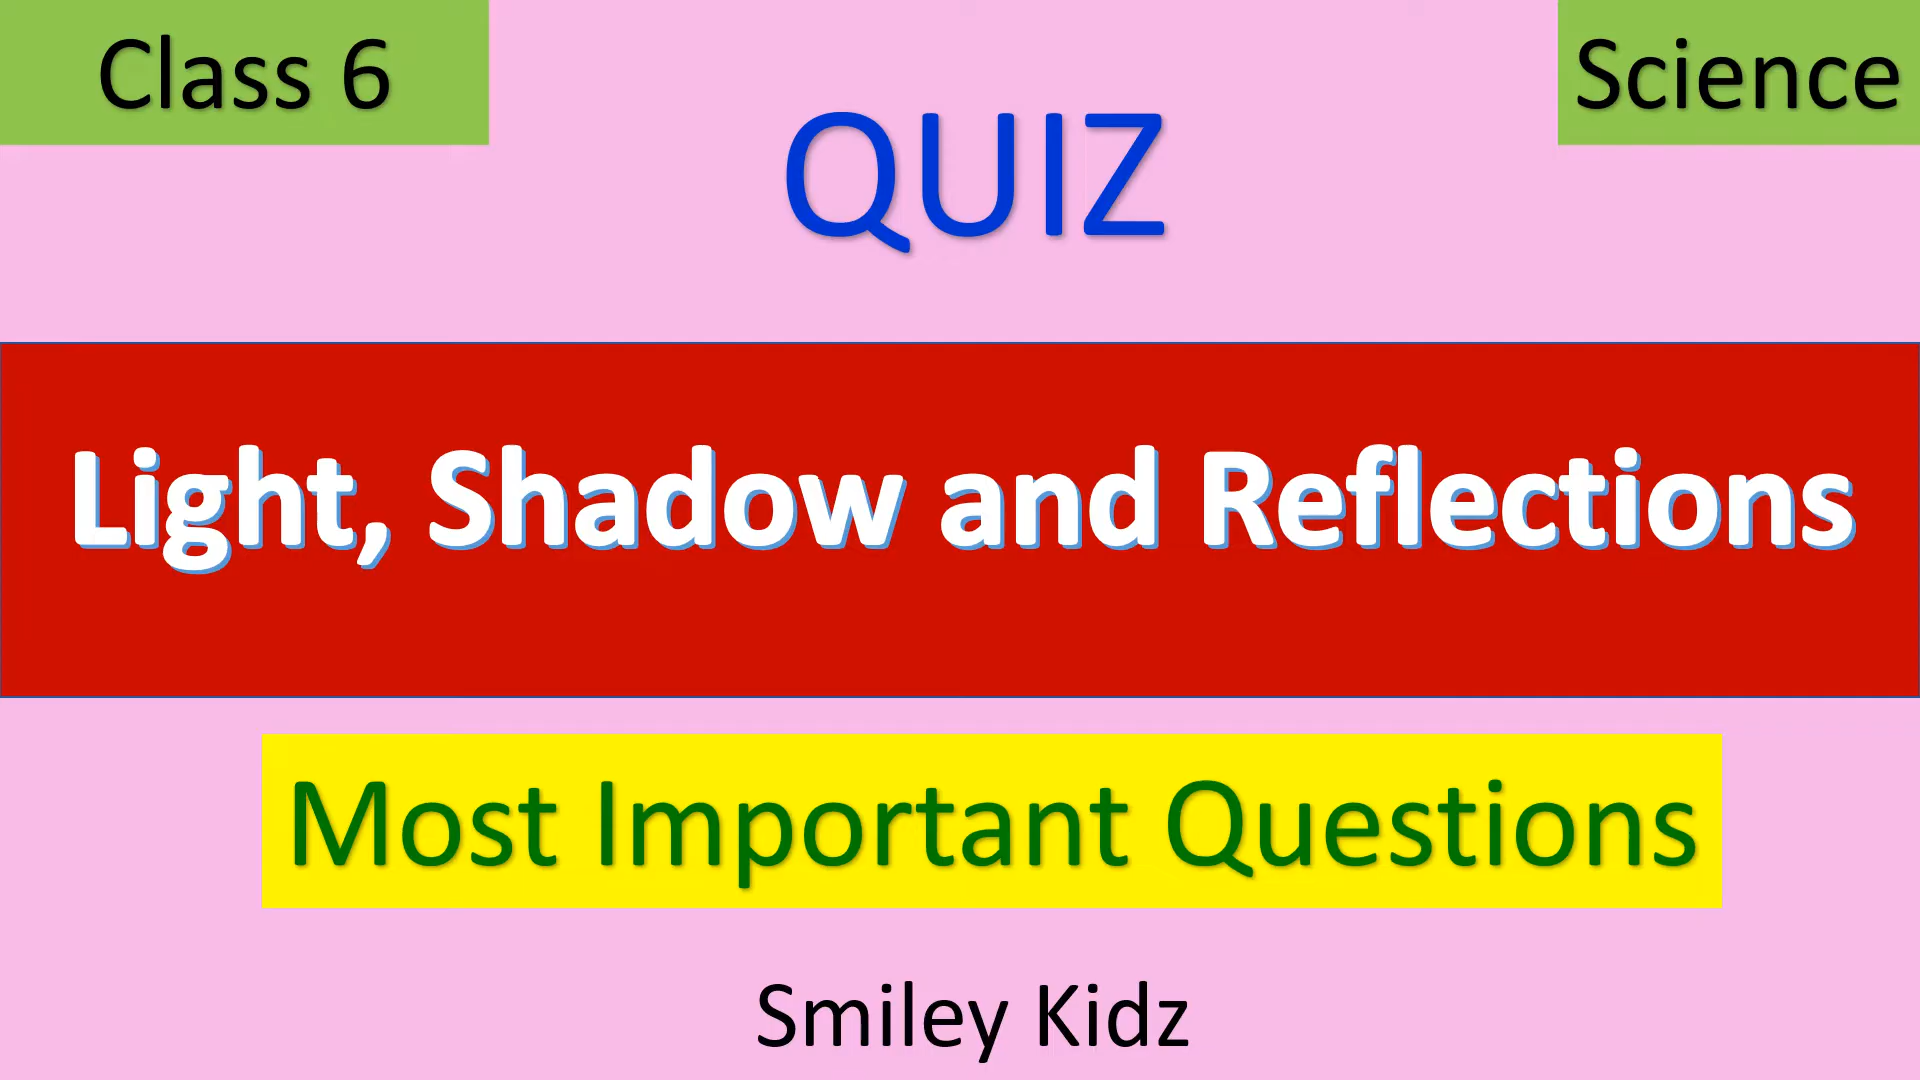 Class 6
Science
QUIZ
Light, Shadow and Reflections
Most Important Questions
Smiley Kidz